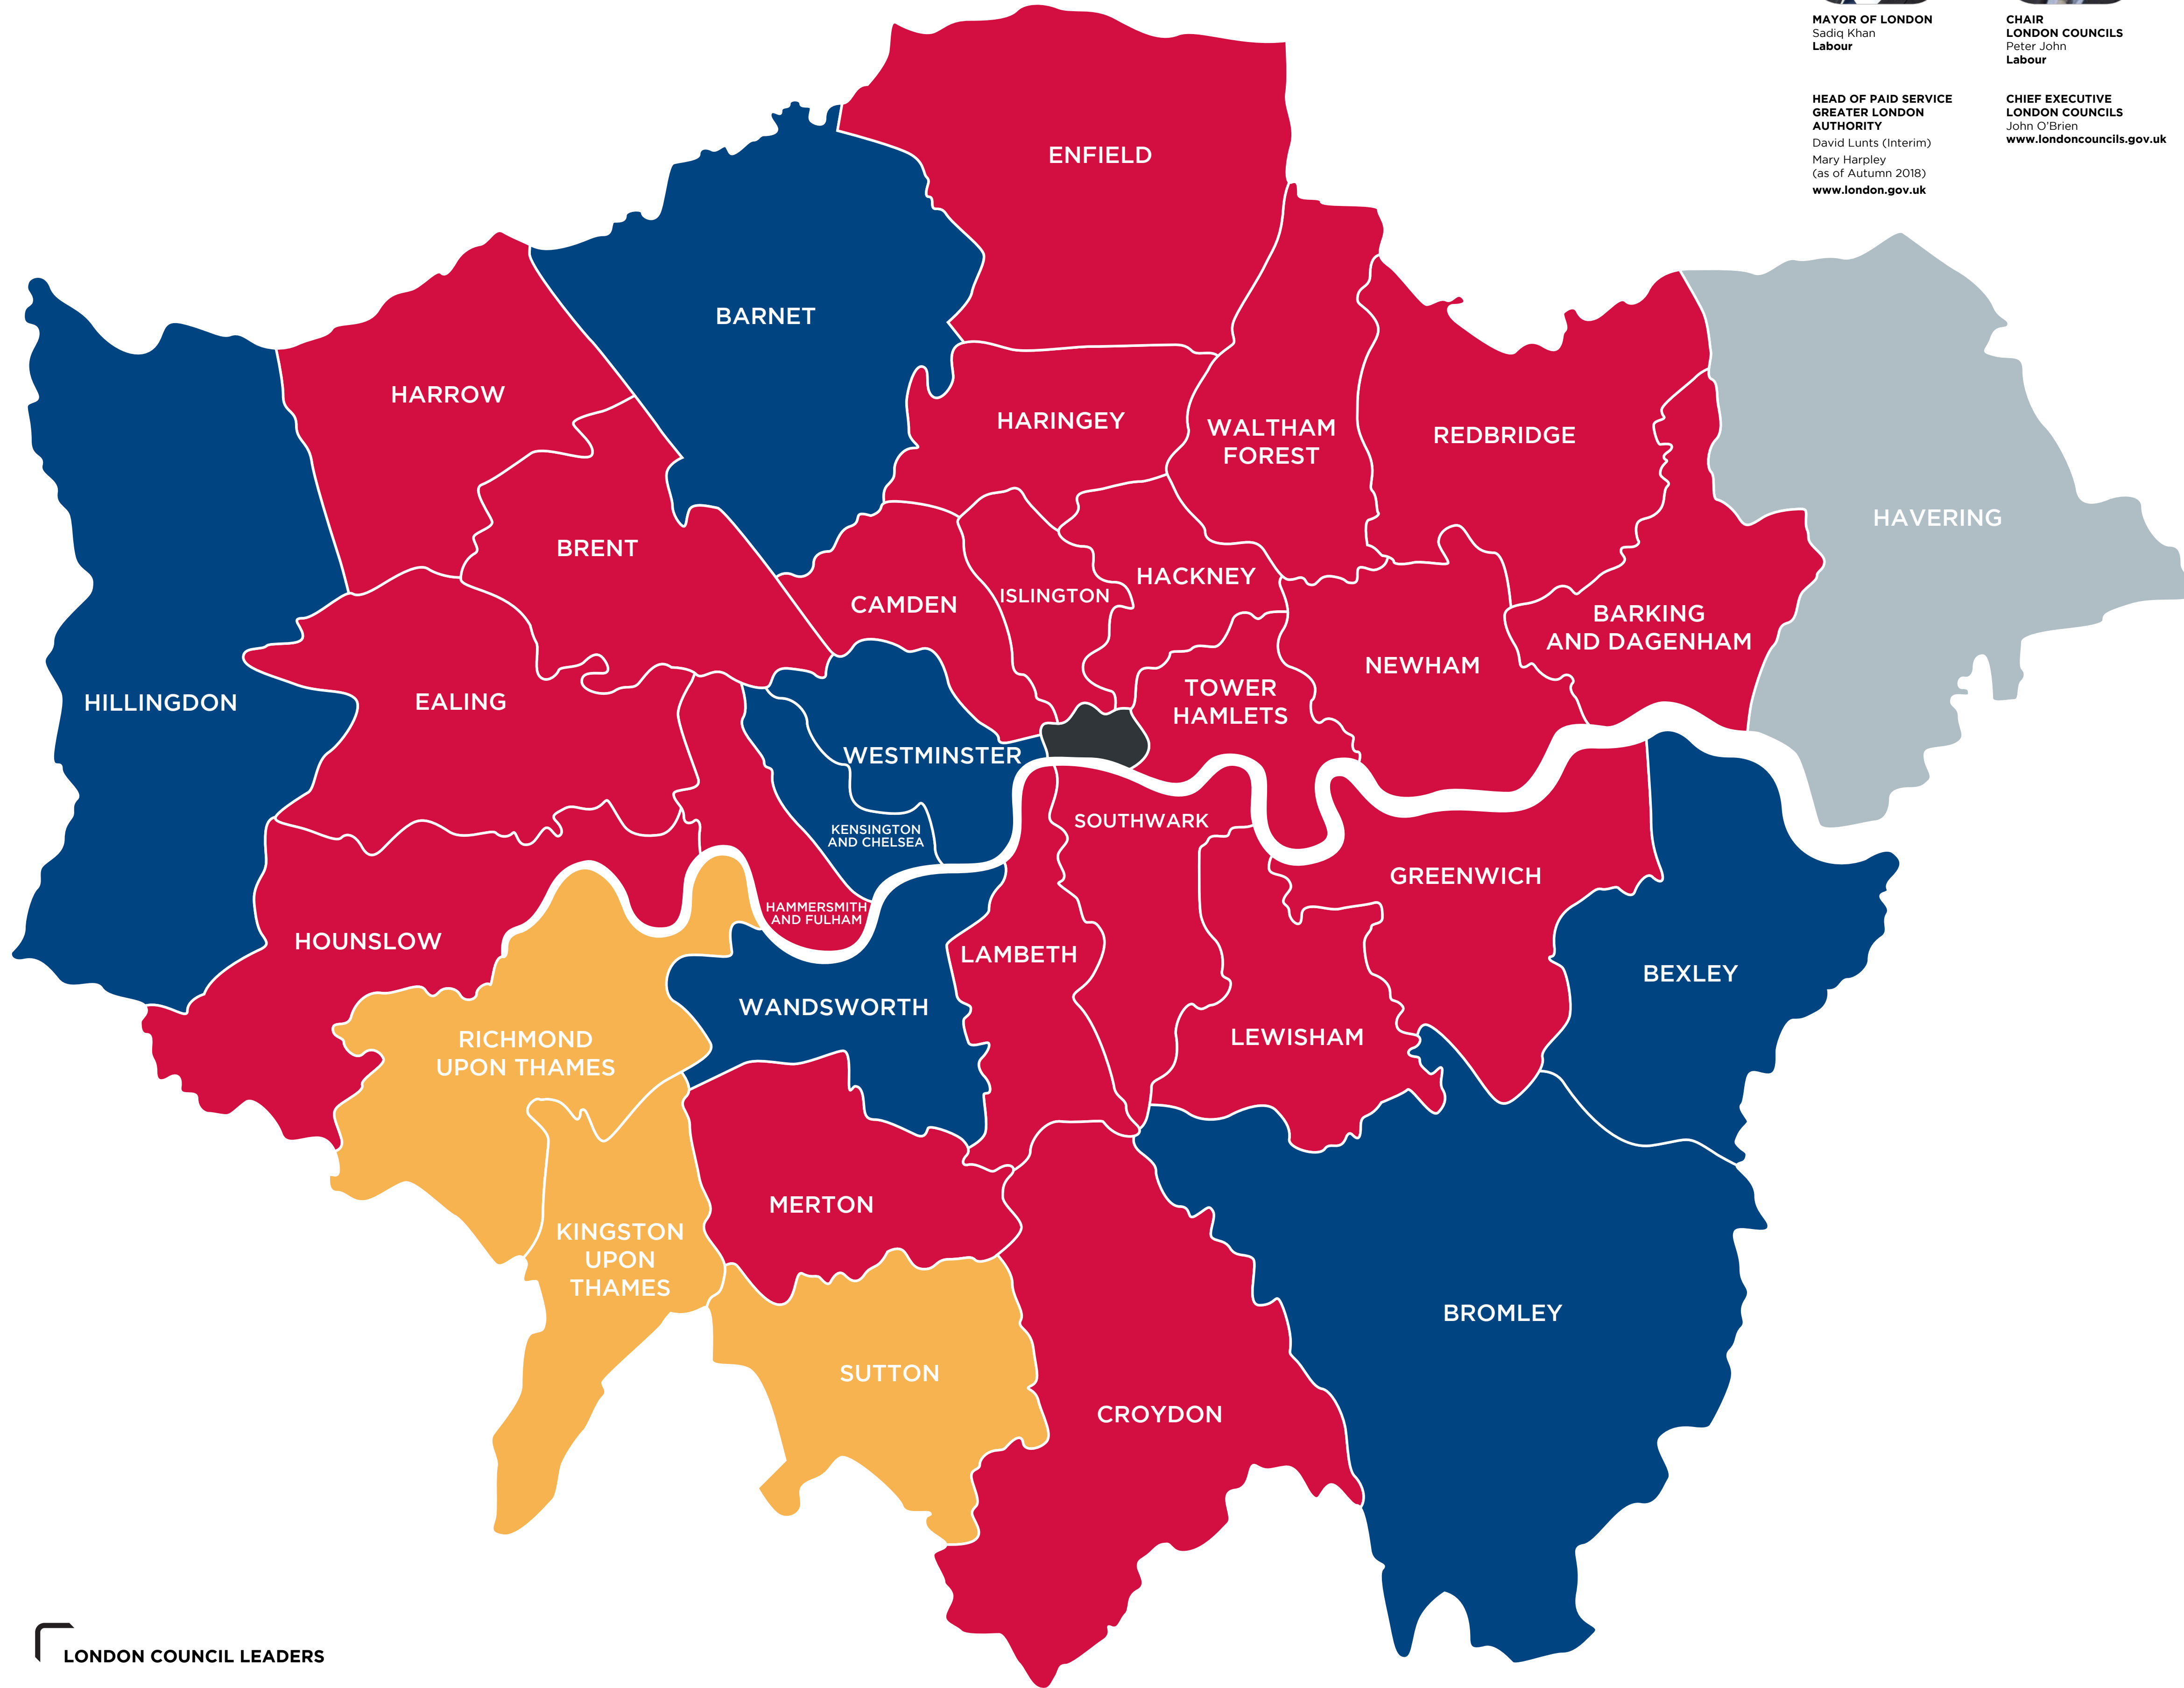 MAYOR OF LONDON
Sadiq Khan
Labour
CHAIR
LONDON COUNCILS
Peter John
Labour
HEAD OF PAID SERVICE
GREATER LONDON
AUTHORITY
David Lunts (Interim)
Mary Harpley
(as of Autumn 2018)
www.london.gov.uk
CHIEF EXECUTIVE
LONDON COUNCILS
John O'Brien
www.londoncouncils.gov.uk
ENFIELD
BARNET
HARROW
HARINGEY
WALTHAM
FOREST
REDBRIDGE
HAVERING
BRENT
HACKNEY
ISLINGTON
CAMDEN
BARKING
AND DAGENHAM
NEWHAM
HILLINGDON
EALING
TOWER
HAMLETS
WESTMINSTER
KENSINGTON
AND CHELSEA
SOUTHWARK
GREENWICH
HAMMERSMITH
AND FULHAM
HOUNSLOW
LAMBETH
BEXLEY
WANDSWORTH
RICHMOND
UPON THAMES
LEWISHAM
MERTON
KINGSTON
UPON
THAMES
BROMLEY
SUTTON
CROYDON
LONDON COUNCIL LEADERS